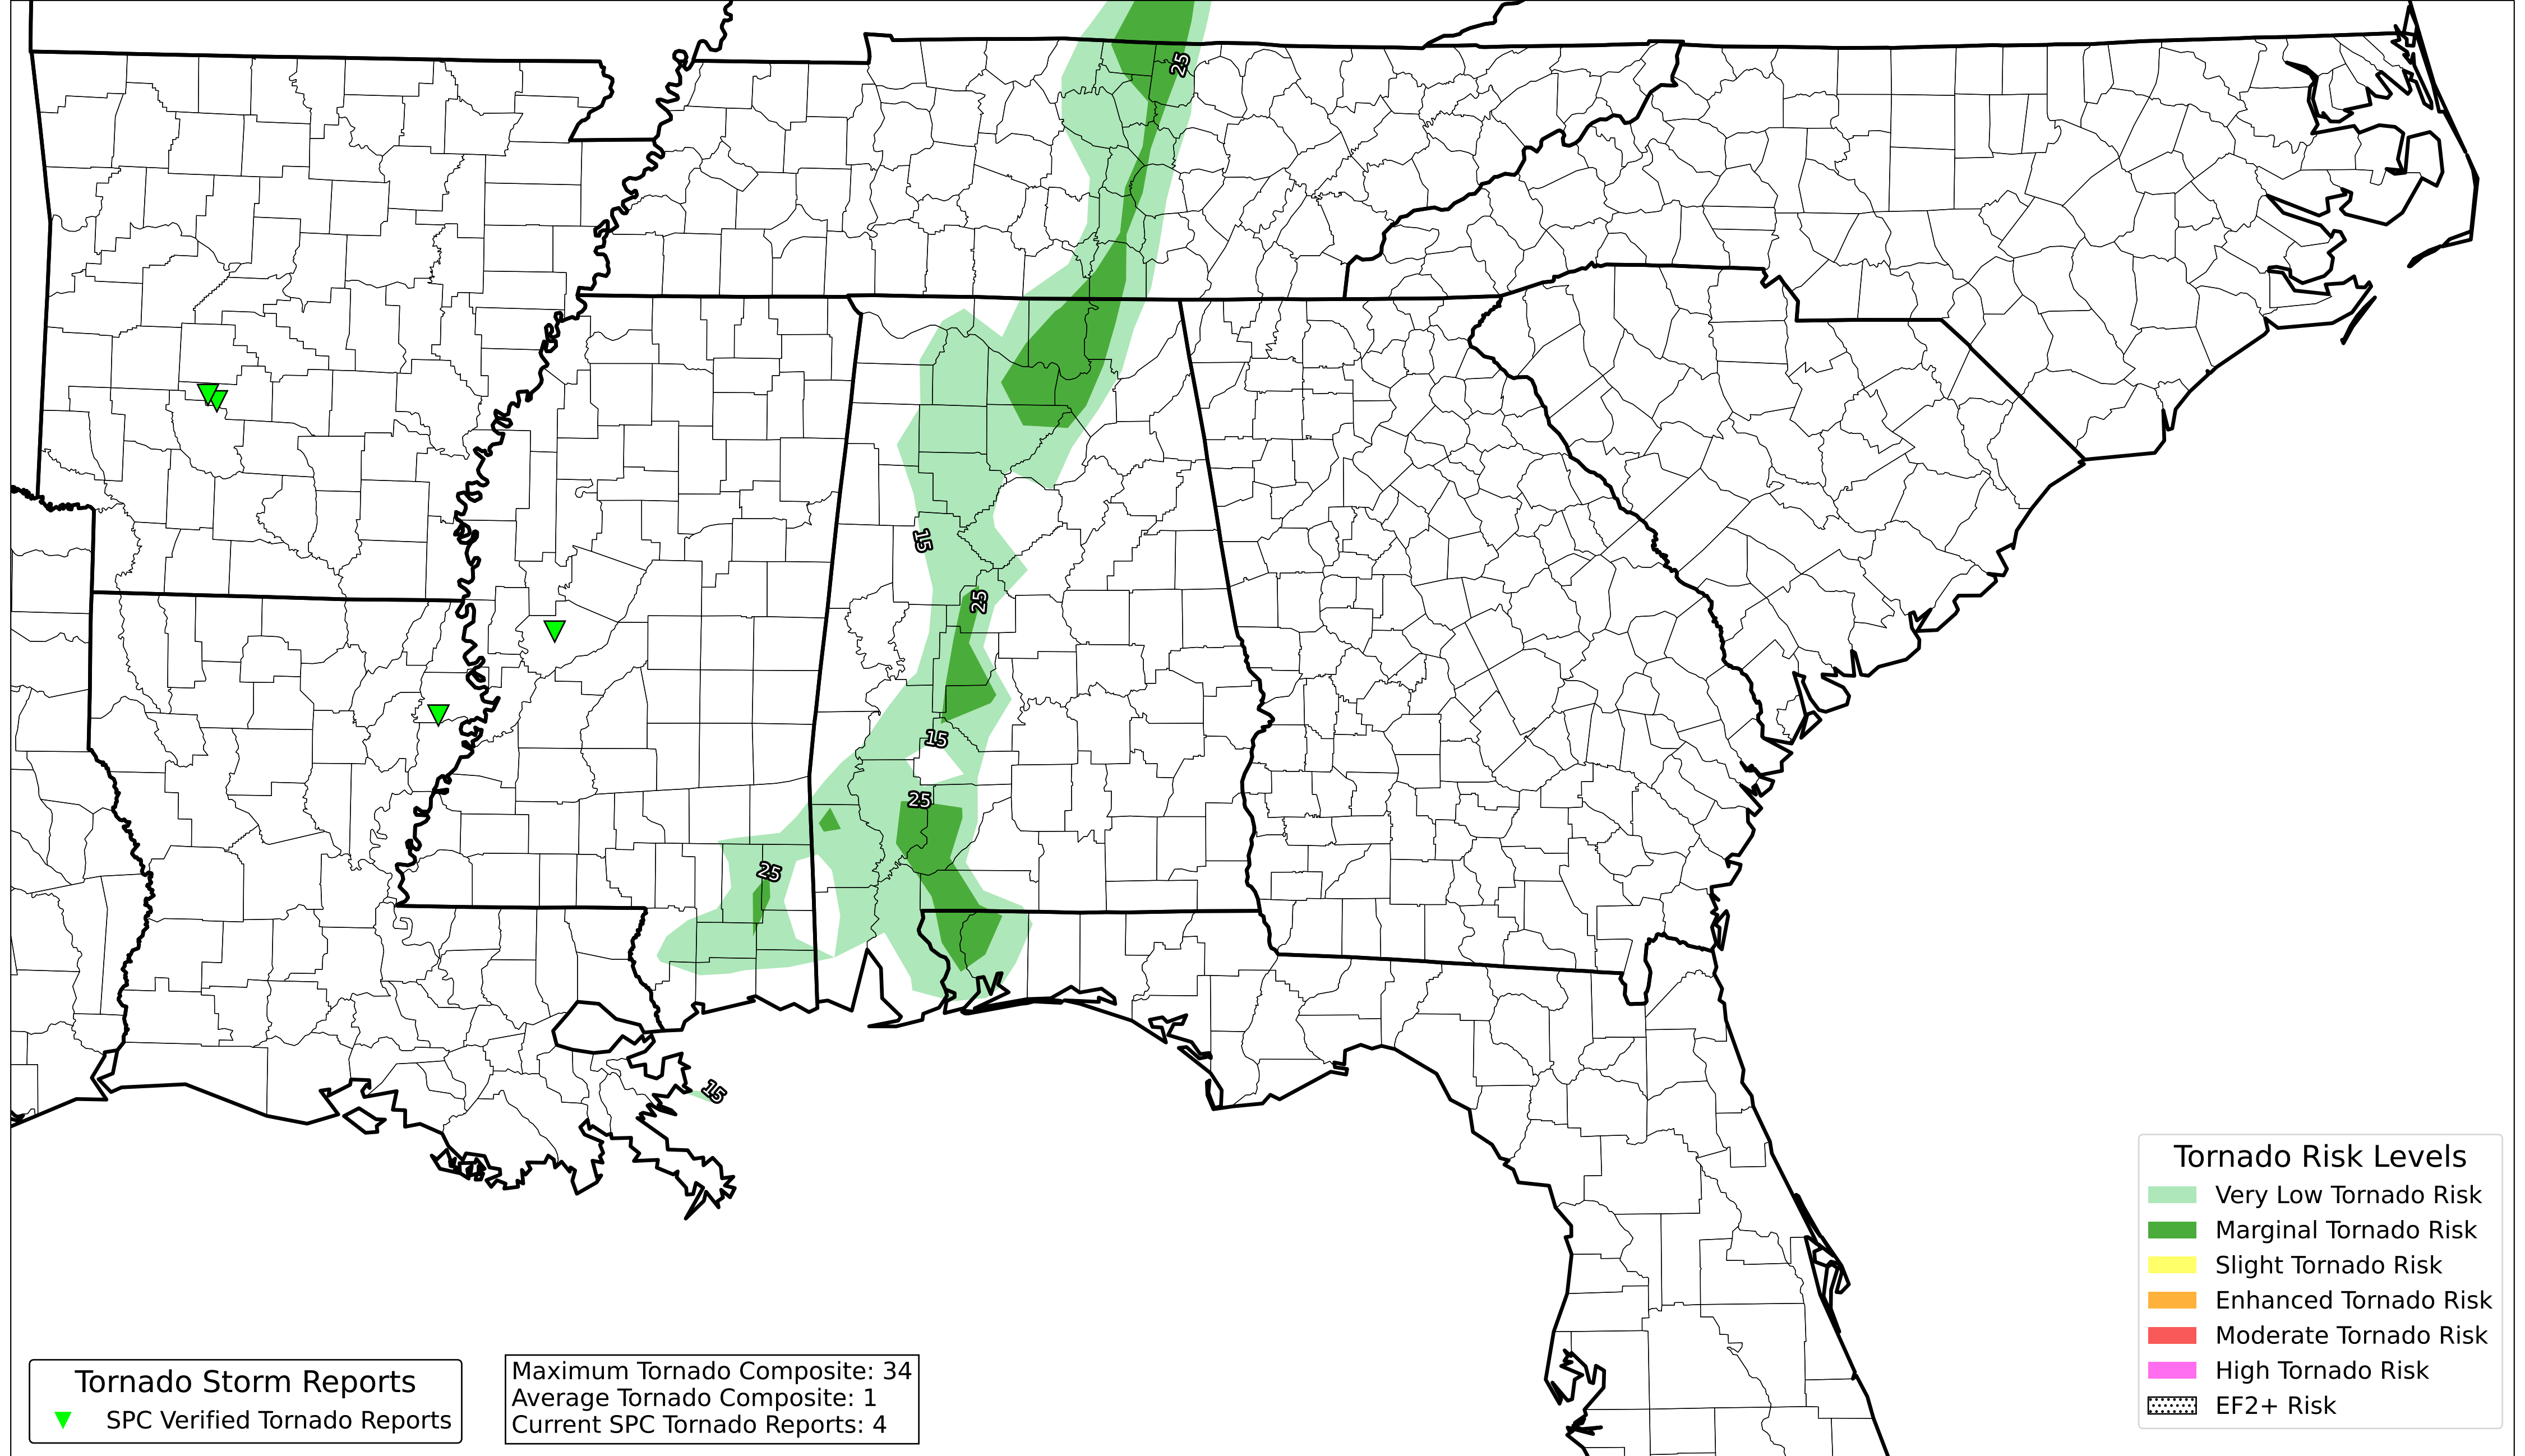 25
15
25
15
25
25
15
Tornado Risk Levels
Very Low Tornado Risk
Marginal Tornado Risk
Slight Tornado Risk
Enhanced Tornado Risk
Moderate Tornado Risk
High Tornado Risk
EF2+ Risk
Tornado Storm Reports
SPC Verified Tornado Reports
Maximum Tornado Composite: 34
Average Tornado Composite: 1
Current SPC Tornado Reports: 4